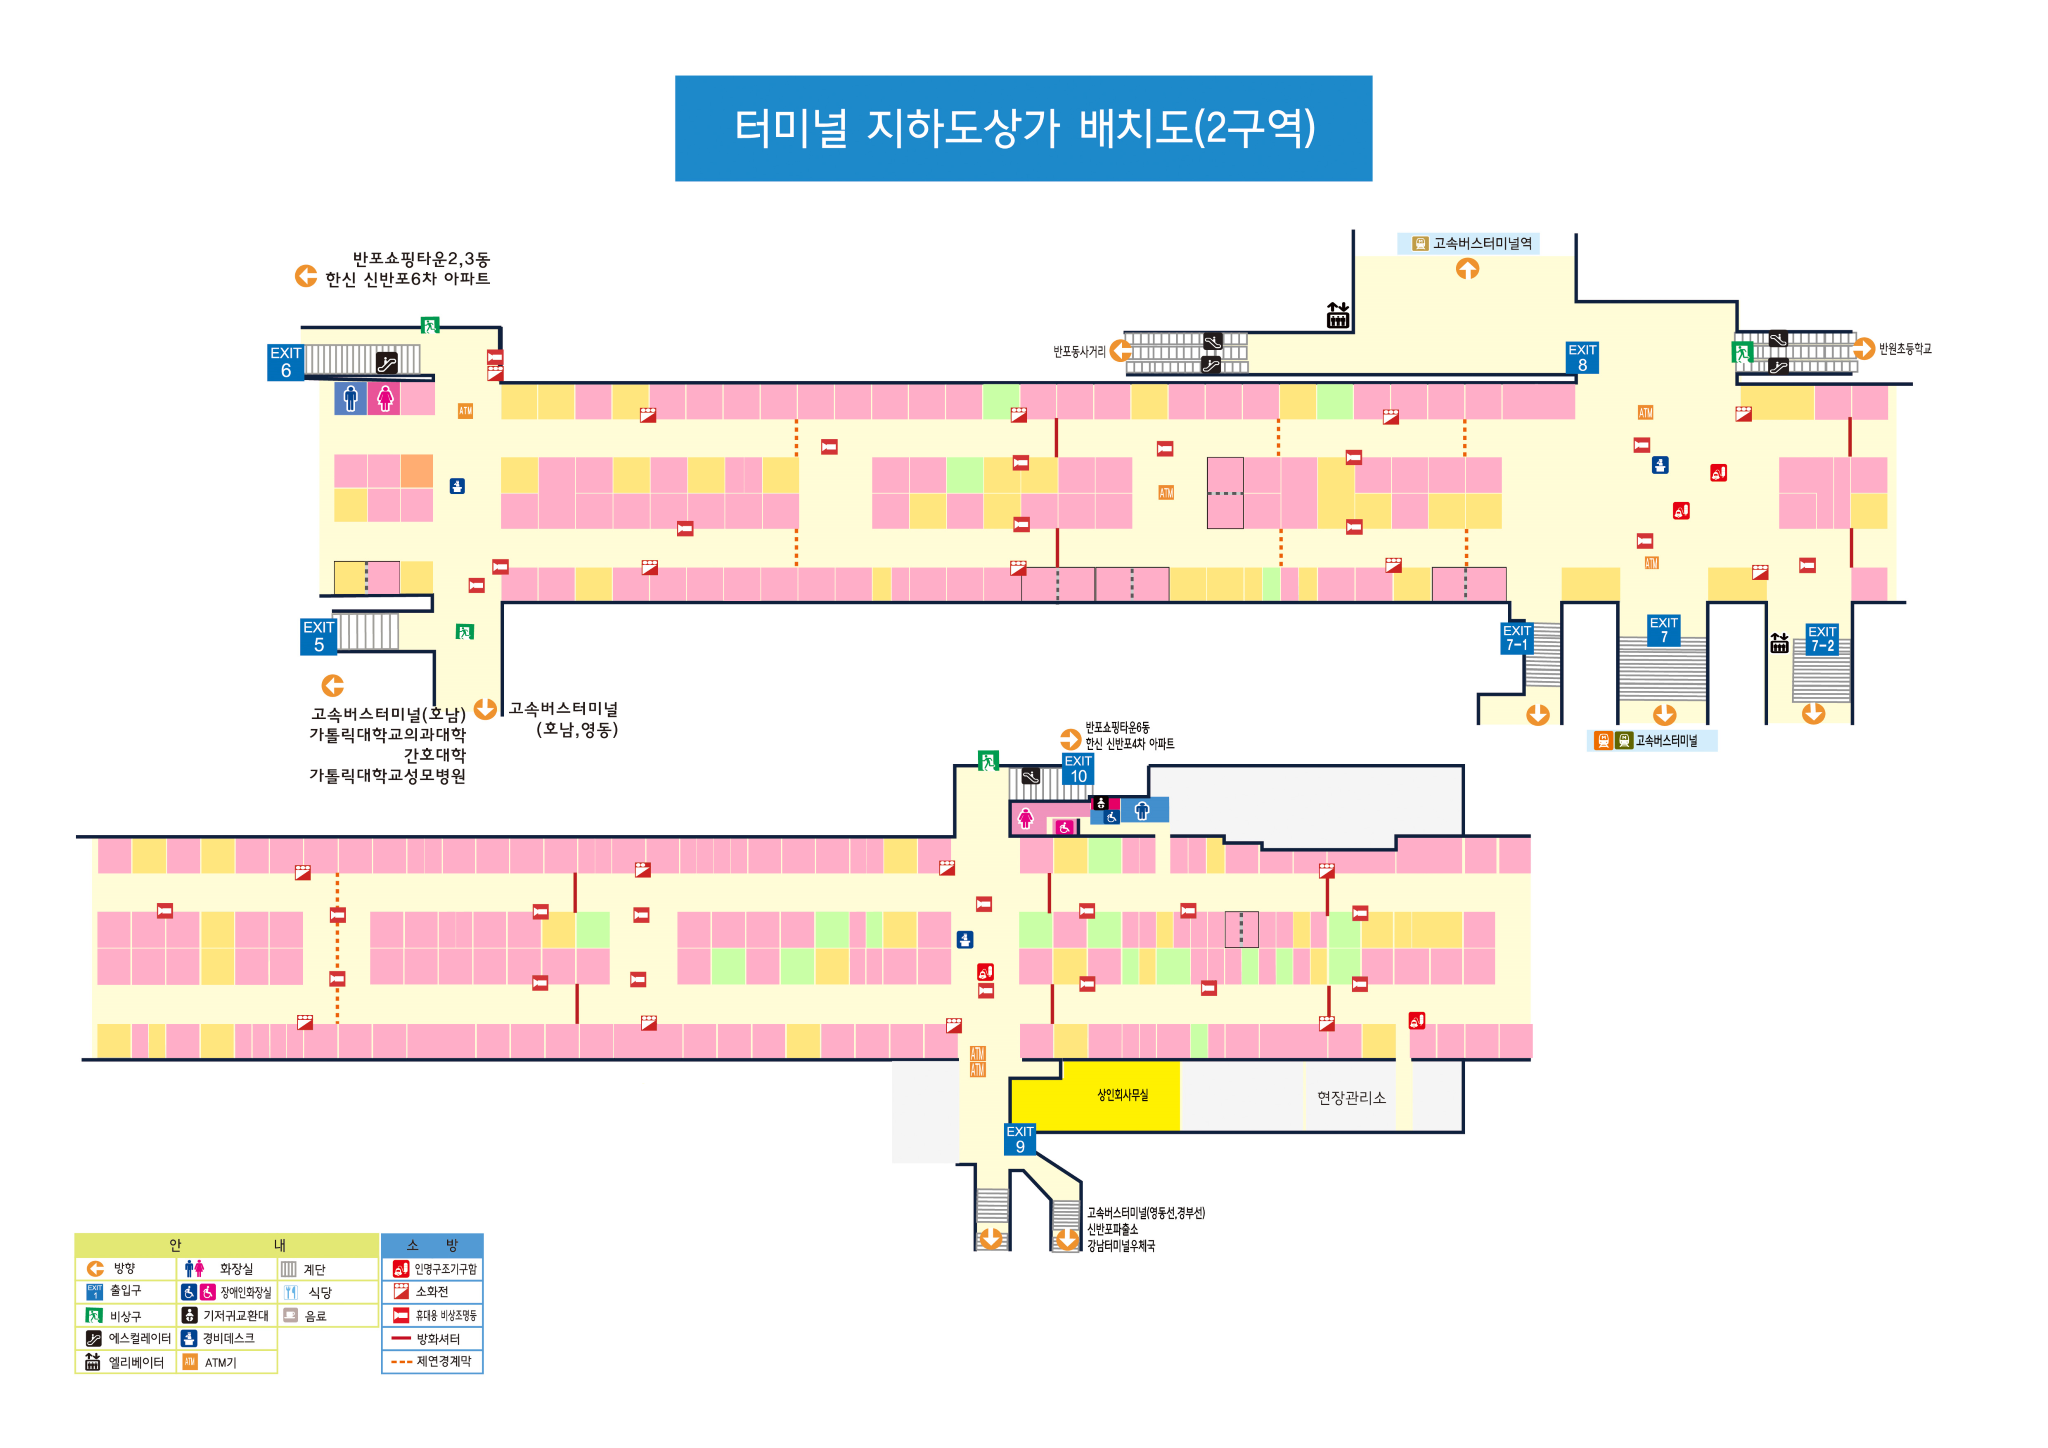 터미널 지하도상가 배치도(2구역)
고속버스터미널역
반포쇼핑타운2,3동
한신 신반포6차 아파트
EXIT
6
반포동사거리
EXIT
8
반원초등학교
ATM
ATM
ATM
ATM
EXIT
5
EXIT
7-1
EXIT
7
EXIT
7-2
고속버스터미널(호남)
가톨릭대학교의과대학
간호대학
가톨릭대학교성모병원
고속버스터미널
(호남,영동)
고속버스터미널
반포쇼핑타운6동
한신 신반포4차 아파트
EXIT
10
ATM
ATM
상인회사무실
현장관리소
EXIT
9
고속버스터미널(영동선,경부선)
신반포파출소
강남터미널우체국
안 내
방향
화장실
계단
EXIT
1
출입구
장애인화장실
식당
비상구
기저귀교환대
음료
에스컬레이터
경비데스크
엘리베이터
ATM
ATM기
소 방
인명구조기구함
소화전
휴대용 비상조명등
방화셔터
제연경계막